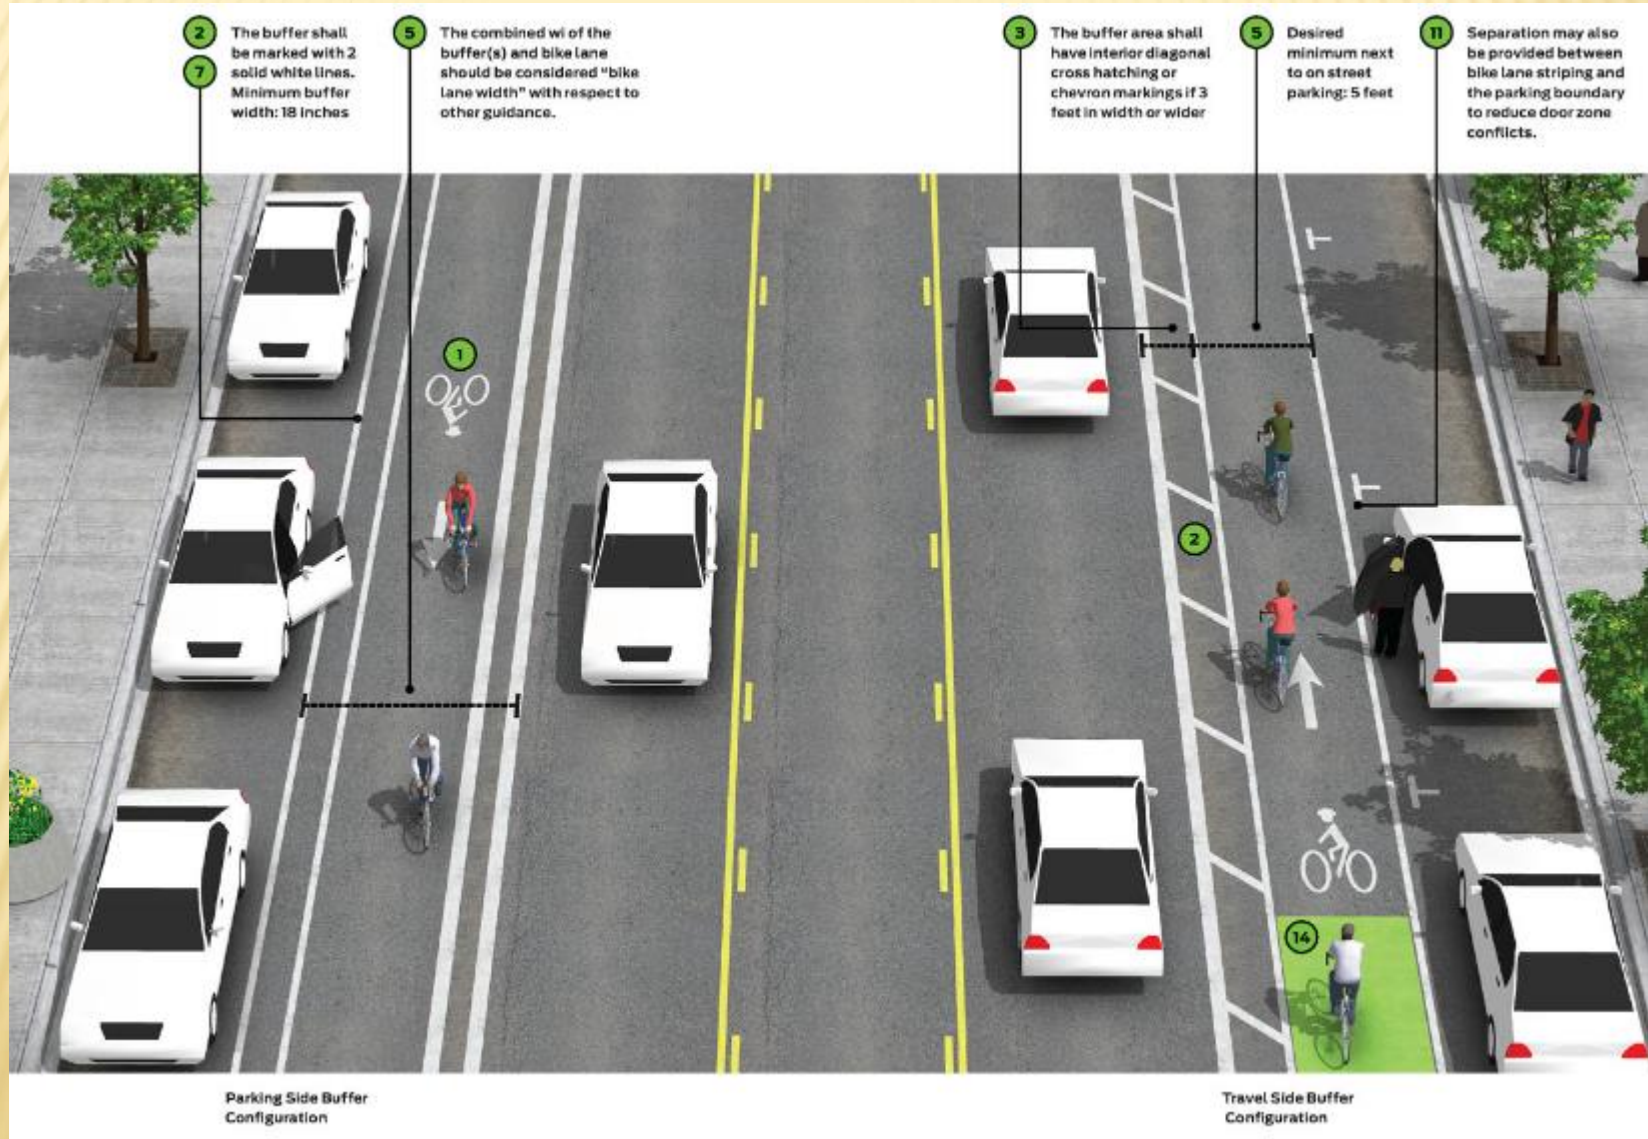 2
7
The buffer shall
be marked with 2
solid white lines.
Minimum buffer
width: 18 inches
5
The combined wi of the
buffer(s) and bike lane
should be considered "bike
lane width" with respect to
other guidance.
3
The buffer area shall
have interior diagonal
cross hatching or
chevron markings if 3
feet in width or wider
5
Desired
minimum next
to on street
parking: 5 feet
11
Separation may also
be provided between
bike lane striping and
the parking boundary
to reduce door zone
conflicts.
1
2
14
Parking Side Buffer
Configuration
Travel Side Buffer
Configuration